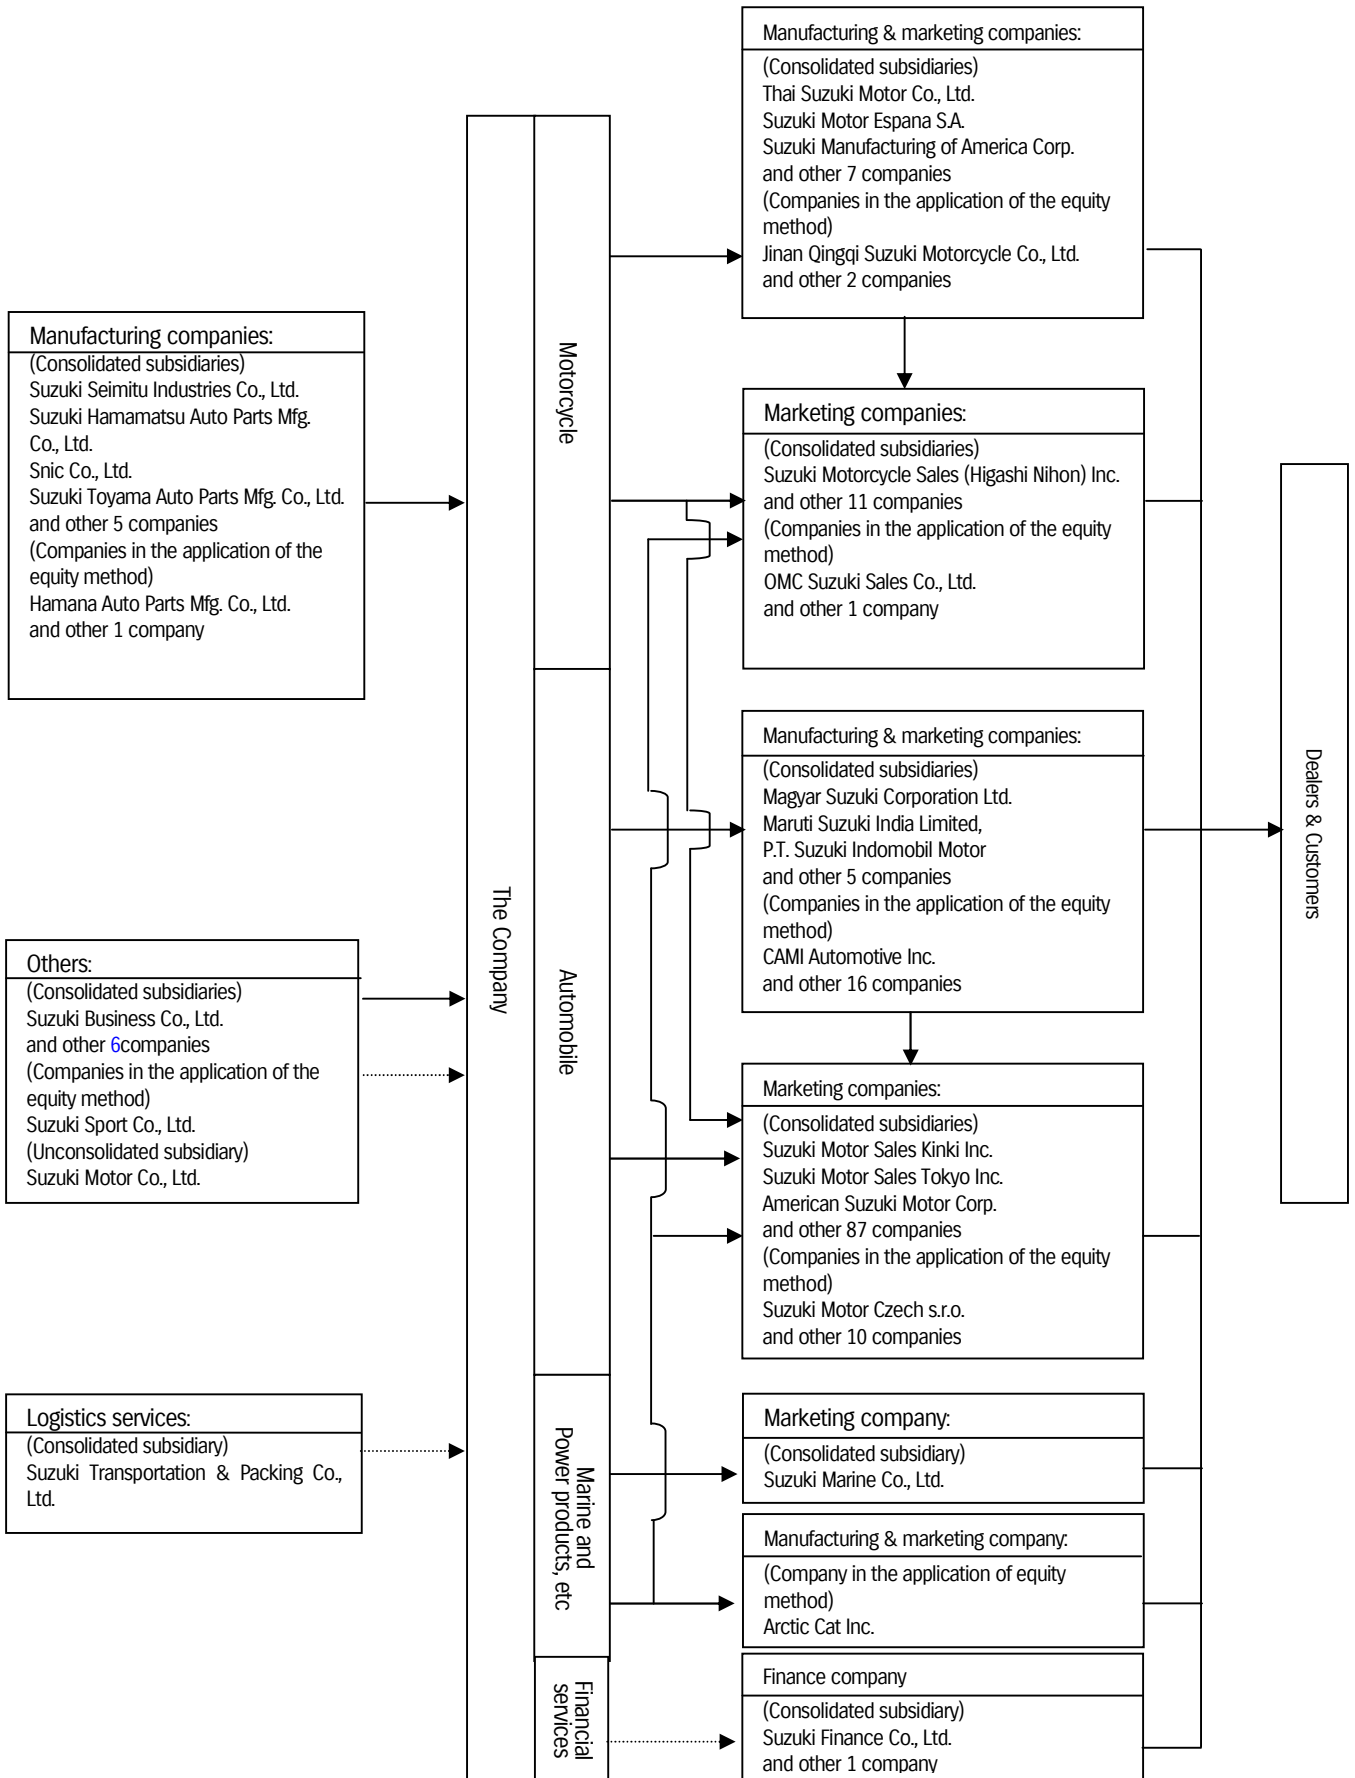 Manufacturing companies:
(Consolidated subsidiaries)
Suzuki Seimitu Industries Co., Ltd.
Suzuki Hamamatsu Auto Parts Mfg.
Co., Ltd.
Snic Co., Ltd.
Suzuki Toyama Auto Parts Mfg. Co., Ltd.
and other 5 companies
(Companies in the application of the
equity method)
Hamana Auto Parts Mfg. Co., Ltd.
and other 1 company
Others:
(Consolidated subsidiaries)
Suzuki Business Co., Ltd.
and other 6companies
(Companies in the application of the
equity method)
Suzuki Sport Co., Ltd.
(Unconsolidated subsidiary)
Suzuki Motor Co., Ltd.
Logistics services:
(Consolidated subsidiary)
Suzuki Transportation & Packing Co.,
Ltd.
The Company
Motorcycle
Automobile
Marine and
Power products, etc
Financial
services
Manufacturing & marketing companies:
(Consolidated subsidiaries)
Thai Suzuki Motor Co., Ltd.
Suzuki Motor Espana S.A.
Suzuki Manufacturing of America Corp.
and other 7 companies
(Companies in the application of the equity
method)
Jinan Qingqi Suzuki Motorcycle Co., Ltd.
and other 2 companies
Marketing companies:
(Consolidated subsidiaries)
Suzuki Motorcycle Sales (Higashi Nihon) Inc.
and other 11 companies
(Companies in the application of the equity
method)
OMC Suzuki Sales Co., Ltd.
and other 1 company
Manufacturing & marketing companies:
(Consolidated subsidiaries)
Magyar Suzuki Corporation Ltd.
Maruti Suzuki India Limited,
P.T. Suzuki Indomobil Motor
and other 5 companies
(Companies in the application of the equity
method)
CAMI Automotive Inc.
and other 16 companies
Marketing companies:
(Consolidated subsidiaries)
Suzuki Motor Sales Kinki Inc.
Suzuki Motor Sales Tokyo Inc.
American Suzuki Motor Corp.
and other 87 companies
(Companies in the application of the equity
method)
Suzuki Motor Czech s.r.o.
and other 10 companies
Marketing company:
(Consolidated subsidiary)
Suzuki Marine Co., Ltd.
Manufacturing & marketing company:
(Company in the application of equity
method)
Arctic Cat Inc.
Finance company
(Consolidated subsidiary)
Suzuki Finance Co., Ltd.
and other 1 company
Dealers & Customers